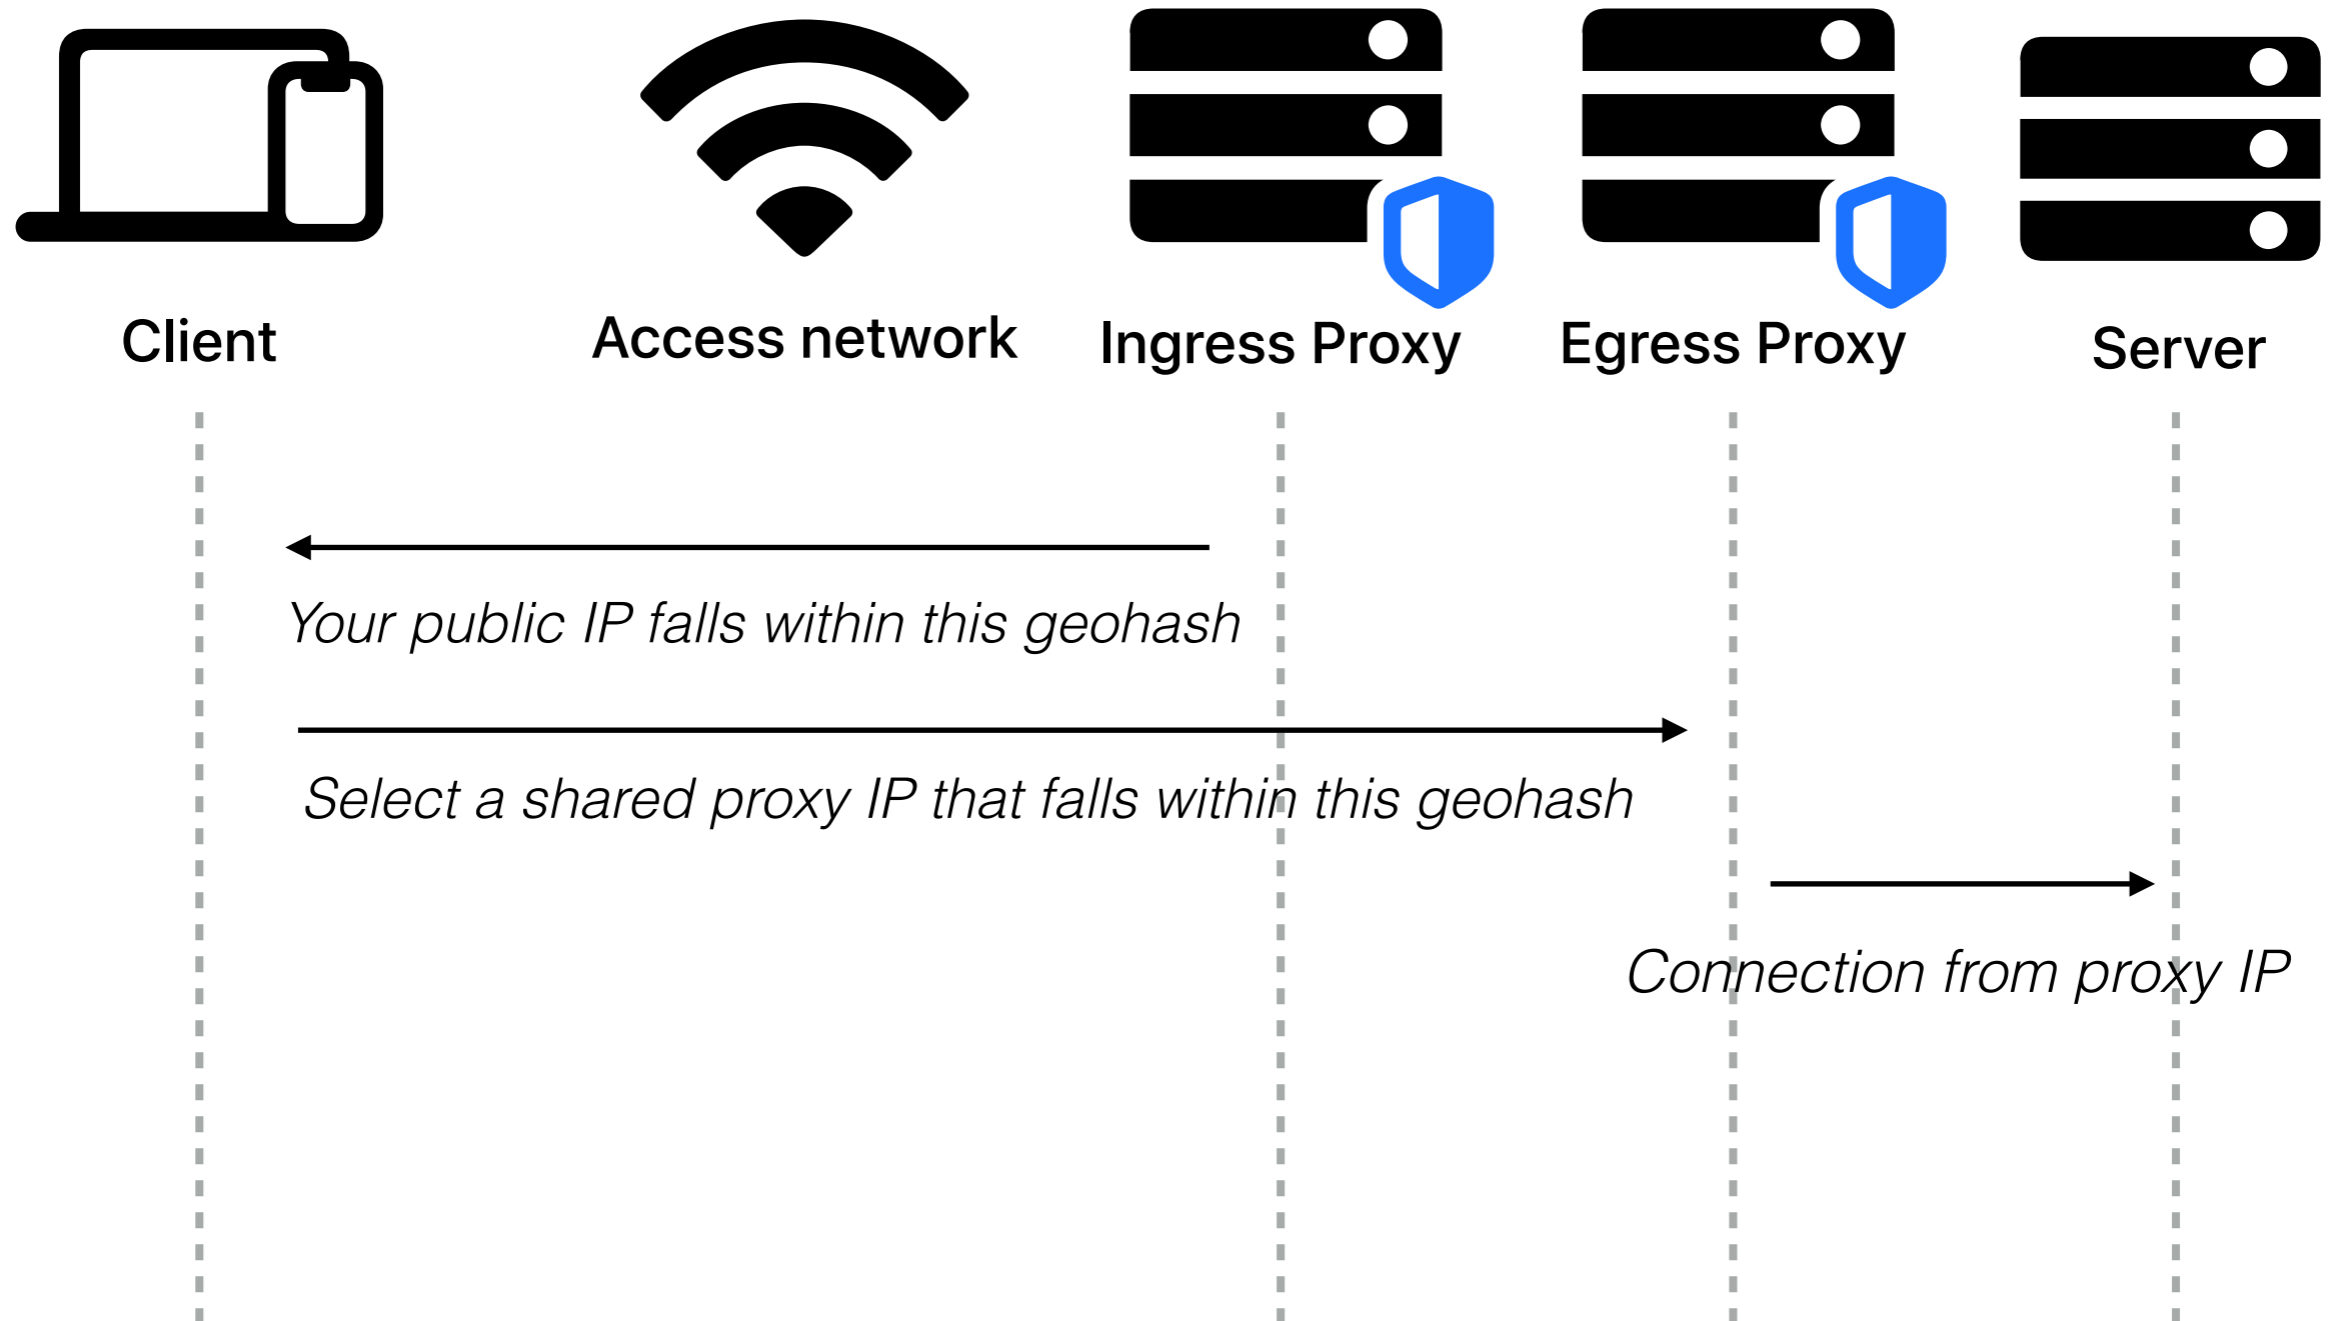 Client
Access network
Ingress Proxy
Egress Proxy
Server
Your public IP falls within this geohash
Select a shared proxy IP that falls within this geohash
Connection from proxy IP